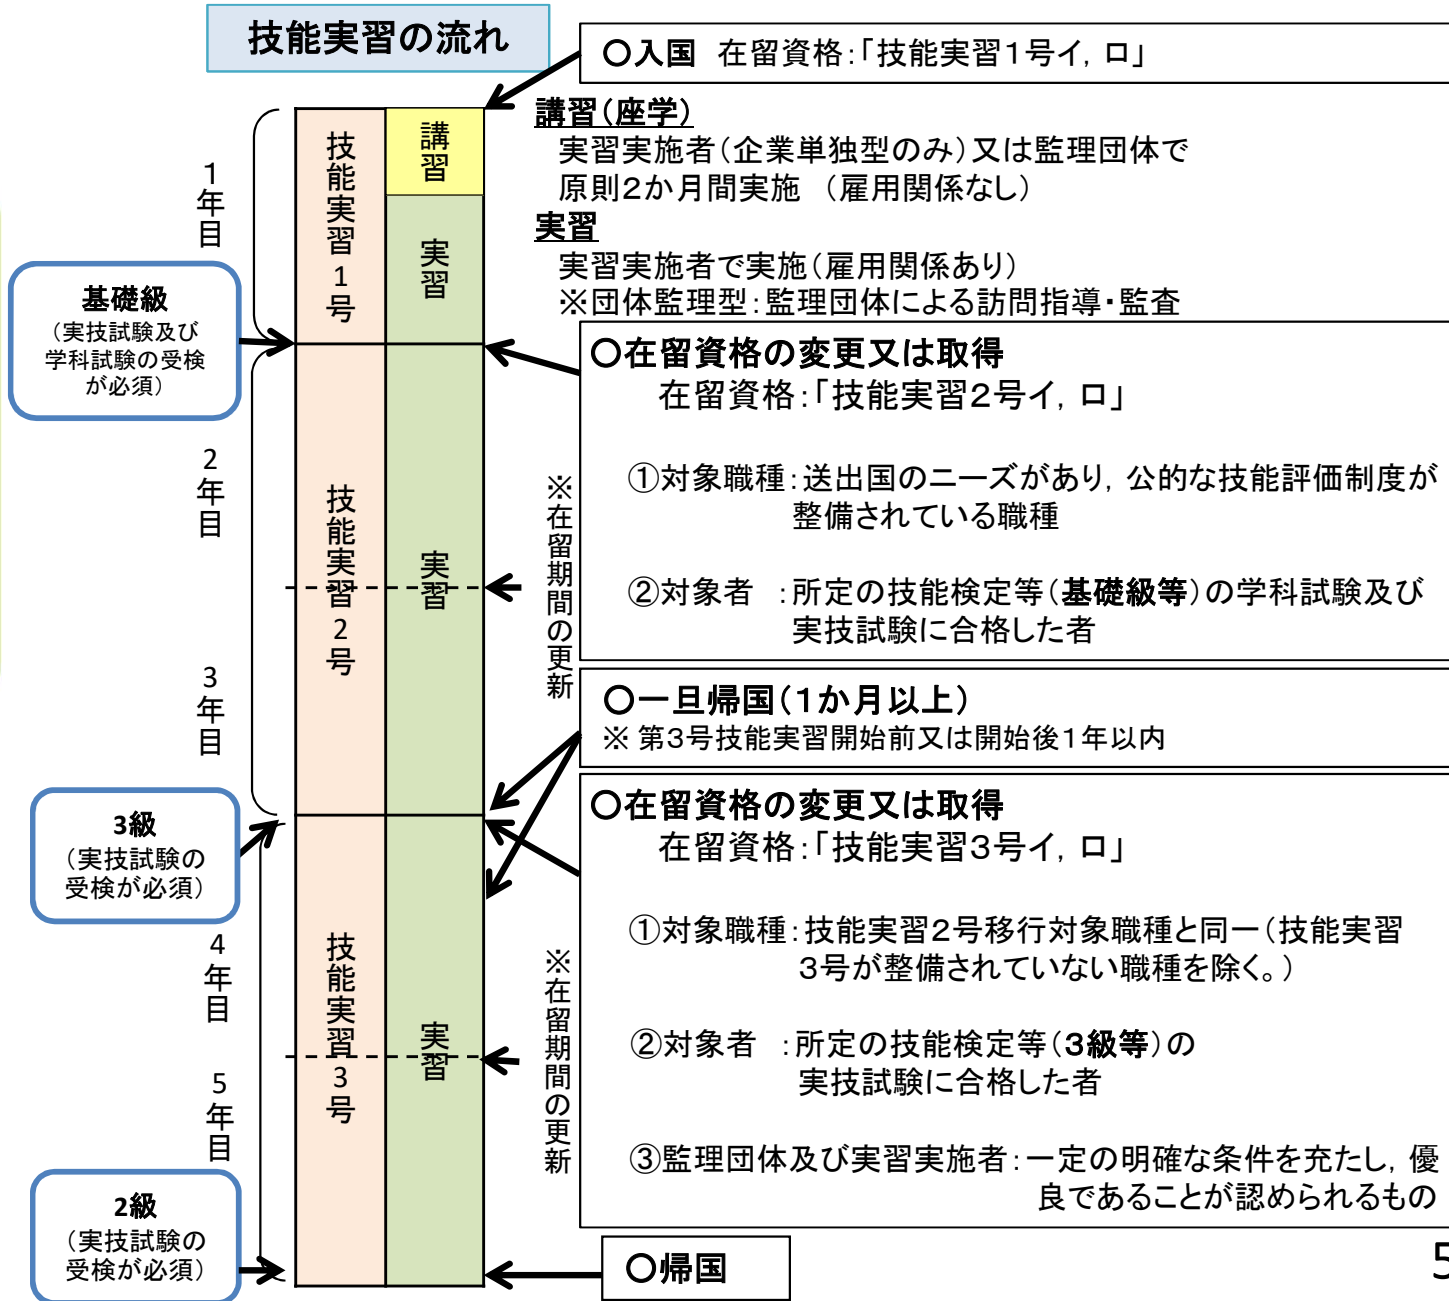 技能実習の流れ
○入国 在留資格：「技能実習１号イ，ロ」
講習（座学）
実習実施者（企業単独型のみ）又は監理団体で
原則２か月間実施 （雇用関係なし）
実習
実習実施者で実施（雇用関係あり）
※団体監理型：監理団体による訪問指導・監査
1年目
技能実習1号
講習
実習
基礎級
（実技試験及び
学科試験の受検
が必須）
○在留資格の変更又は取得
在留資格：「技能実習２号イ，ロ」
①対象職種：送出国のニーズがあり，公的な技能評価制度が
整備されている職種
②対象者 ：所定の技能検定等（基礎級等）の学科試験及び
実技試験に合格した者
2年目
技能実習2号
実習
※在留期間の更新
3年目
○一旦帰国（１か月以上）
※ 第３号技能実習開始前又は開始後１年以内
3級
（実技試験の
受検が必須）
○在留資格の変更又は取得
在留資格：「技能実習３号イ，ロ」
①対象職種：技能実習２号移行対象職種と同一（技能実習
３号が整備されていない職種を除く。）
②対象者 ：所定の技能検定等（３級等）の
実技試験に合格した者
③監理団体及び実習実施者：一定の明確な条件を充たし，優
良であることが認められるもの
4年目
技能実習3号
実習
※在留期間の更新
5年目
2級
（実技試験の
受検が必須）
○帰国
5